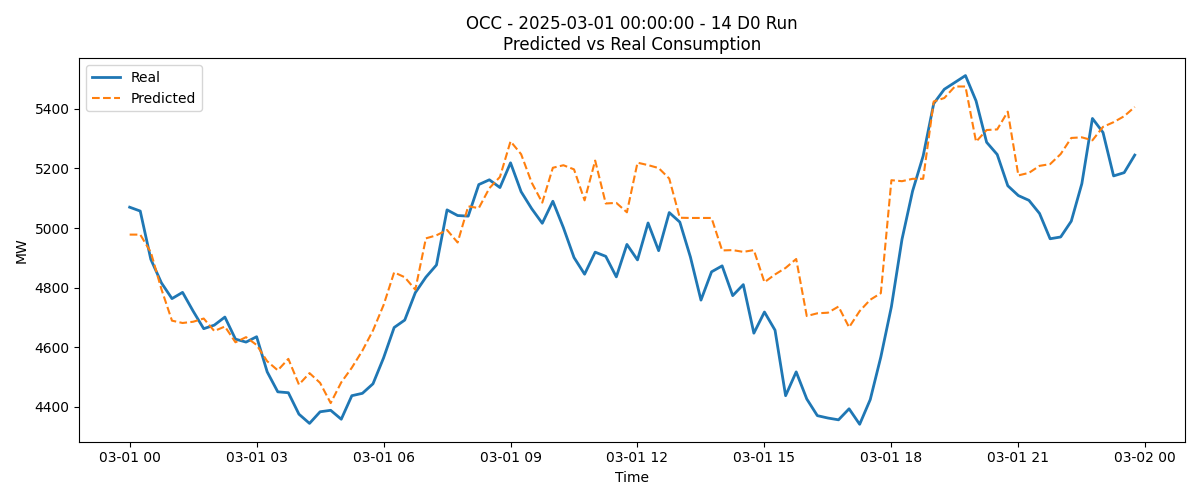 OCC - 2025-03-01 00:00:00 - 14 D0 Run
Predicted vs Real Consumption
Real
Predicted
5400
5200
5000
4800
4600
4400
MW
03-01 00 03-01 03 03-01 06 03-01 09 03-01 12 03-01 15 03-01 18 03-01 21 03-02 00
Time